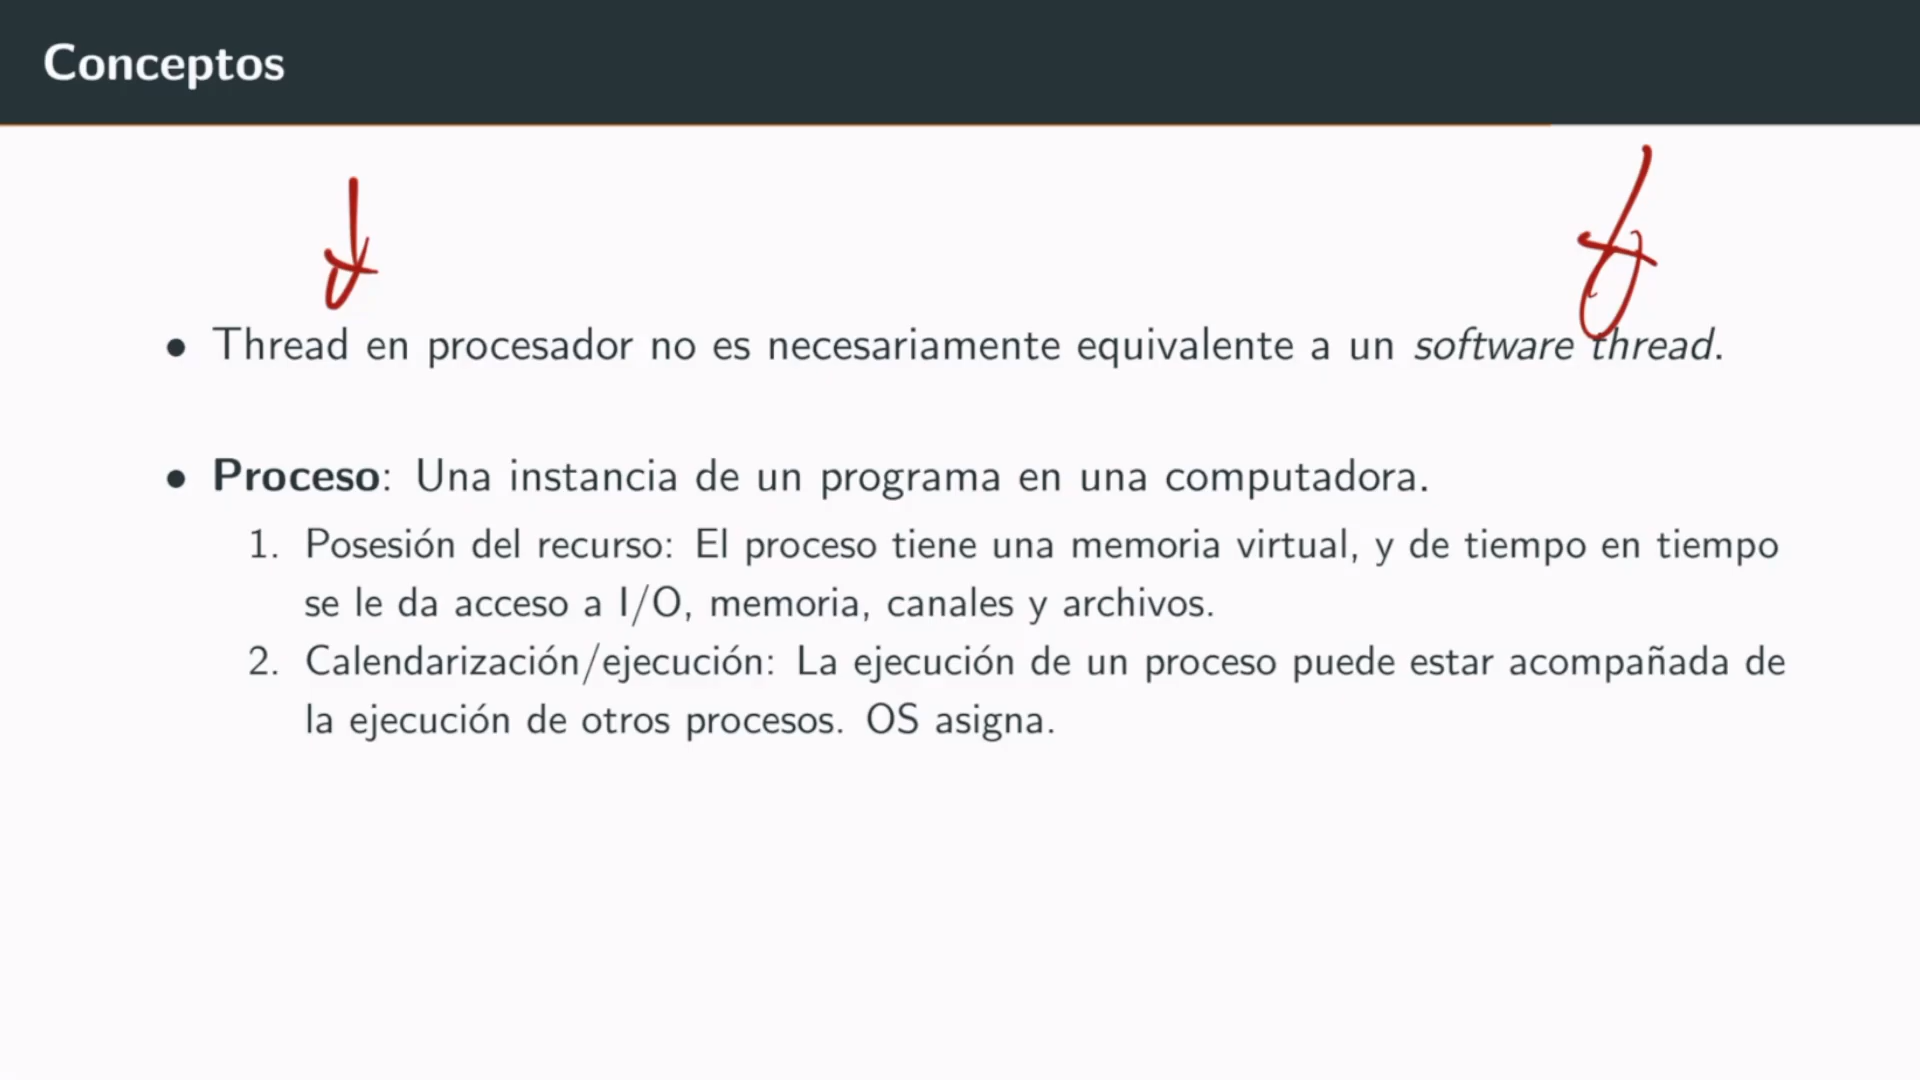 Conceptos
• Thread en procesador no es necesariamente equivalente a un software thread.
• Proceso: Una instancia de un programa en una computadora.
1. Posesión del recurso: El proceso tiene una memoria virtual, y de tiempo en tiempo
se le da acceso a I/O, memoria, canales y archivos.
2. Calendarización/ejecución: La ejecución de un proceso puede estar acompañada de
la ejecución de otros procesos. OS asigna.